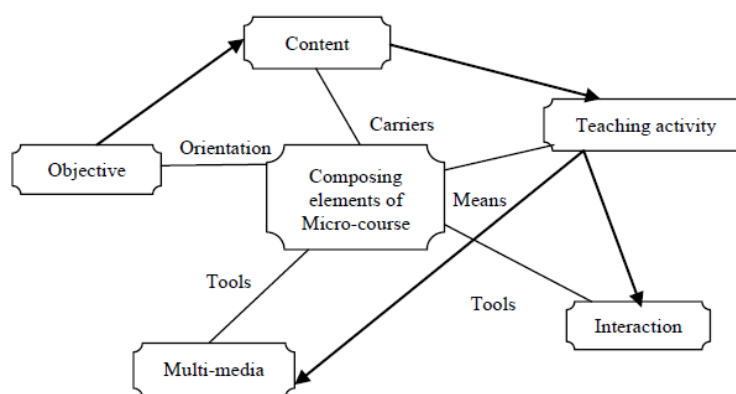 Content
Carriers
Teaching activity
Orientation
Objective
Composing
elements of
Micro-course
Means
Tools
Tools
Interaction
Multi-media